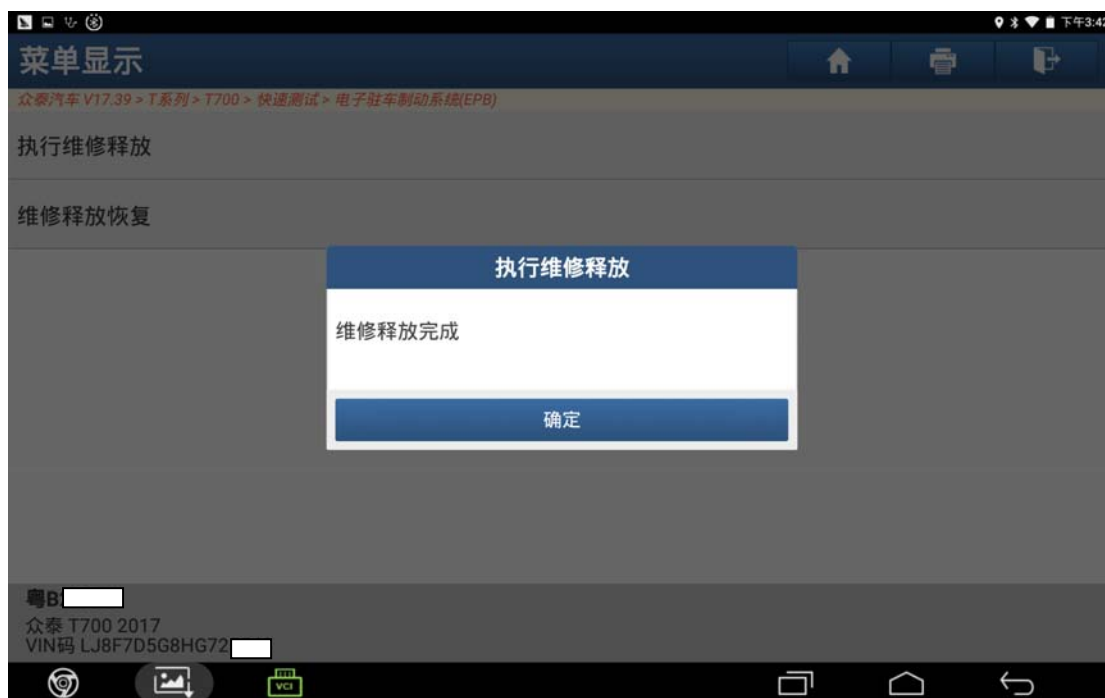 下午3:42
菜单显示
众泰汽车 V17.39 > T系列 > T700 > 快速测试 > 电子驻车制动系统(EPB)
执行维修释放
维修释放恢复
执行维修释放
维修释放完成
确定
粤B
众泰 T700 2017
VIN码 LJ8F7D5G8HG72
VCI